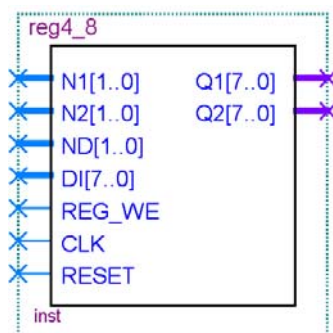 reg4_8
N1[1..0] Q1[7..0]
N2[1..0] Q2[7..0]
ND[1..0]
DI[7..0]
REG_WE
CLK
RESET
inst